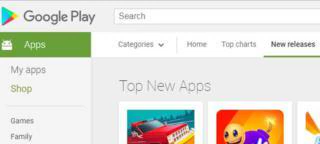 Google Play
Search
Apps
Categories
Home
Top charts
New releases
My apps
Shop
Top New Apps
Games
Family